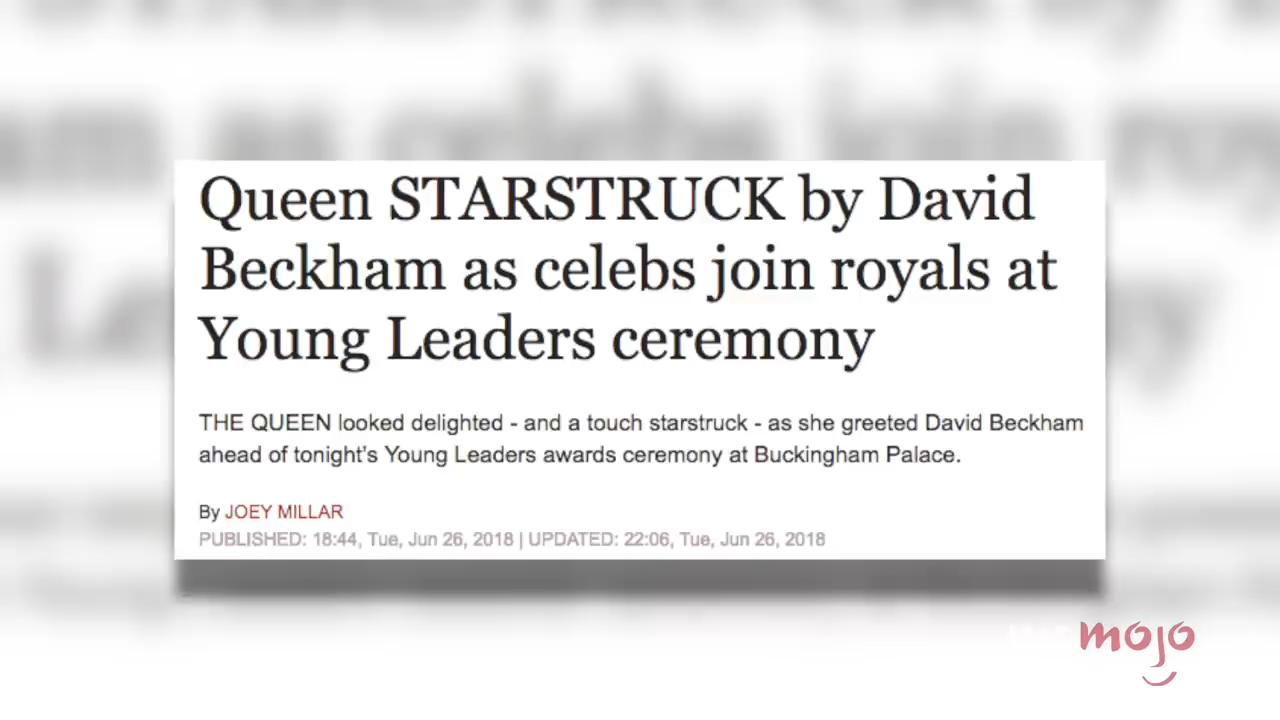 Queen STARSTRUCK by David
Beckham as celebs join royals at
Young Leaders ceremony
THE QUEEN looked delighted - and a touch starstruck - as she greeted David Beckham
ahead of tonight's Young Leaders awards ceremony at Buckingham Palace.
By JOEY MILLAR
PUBLISHED: 18:44, Tue, Jun 26, 2018 | UPDATED: 22:06, Tue, Jun 26, 2018
mojo